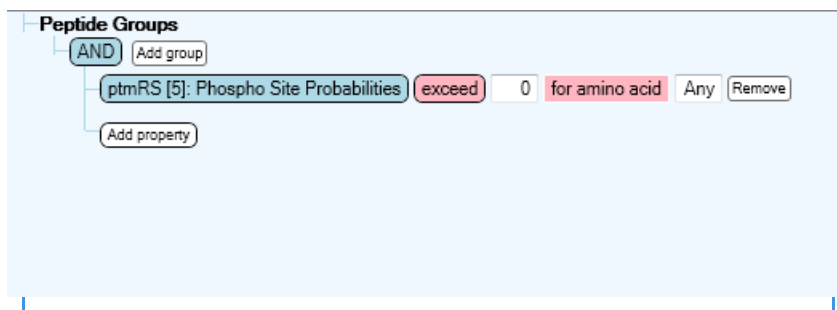 Peptide Groups
AND Add group
ptmRS [5]: Phospho Site Probabilities exceed 0 for amino acid Any Remove
Add property